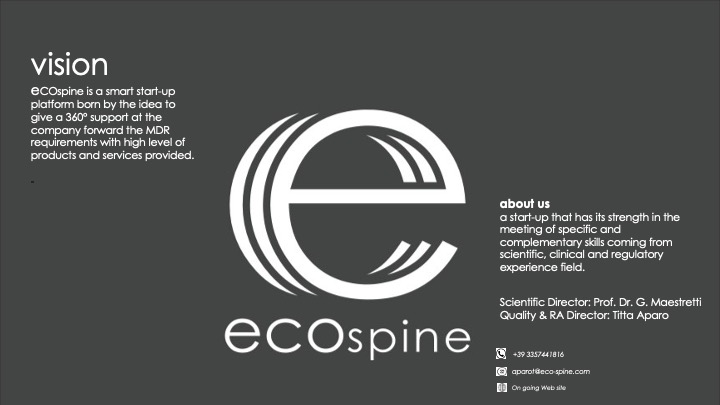 vision
eCOspine is a smart start-up
platform born by the idea to
give a 360° support at the
company forward the MDR
requirements with high level of
products and services provided.
-
ecospine
about us
a start-up that has its strength in the
meeting of specific and
complementary skills coming from
scientific, clinical and regulatory
experience field.
Scientific Director: Prof. Dr. G. Maestretti
Quality & RA Director: Titta Aparo
+39 3357441816
aparot@eco-spine.com
On going Web site